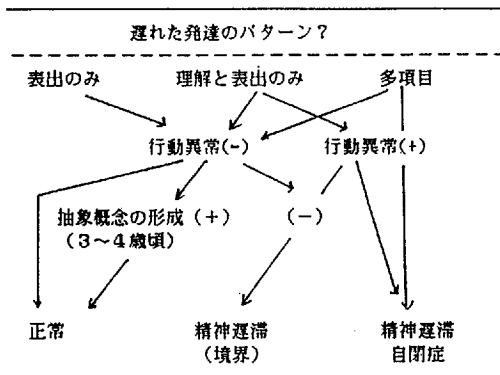 遅れた発達のパターン？
表出のみ 理解と表出のみ 多項目
行動異常(-) 行動異常(+)
抽象概念の形成（+） （-）
（３～４歳頃）
正常 精神遅滞 精神遅滞
（境界） 自閉症